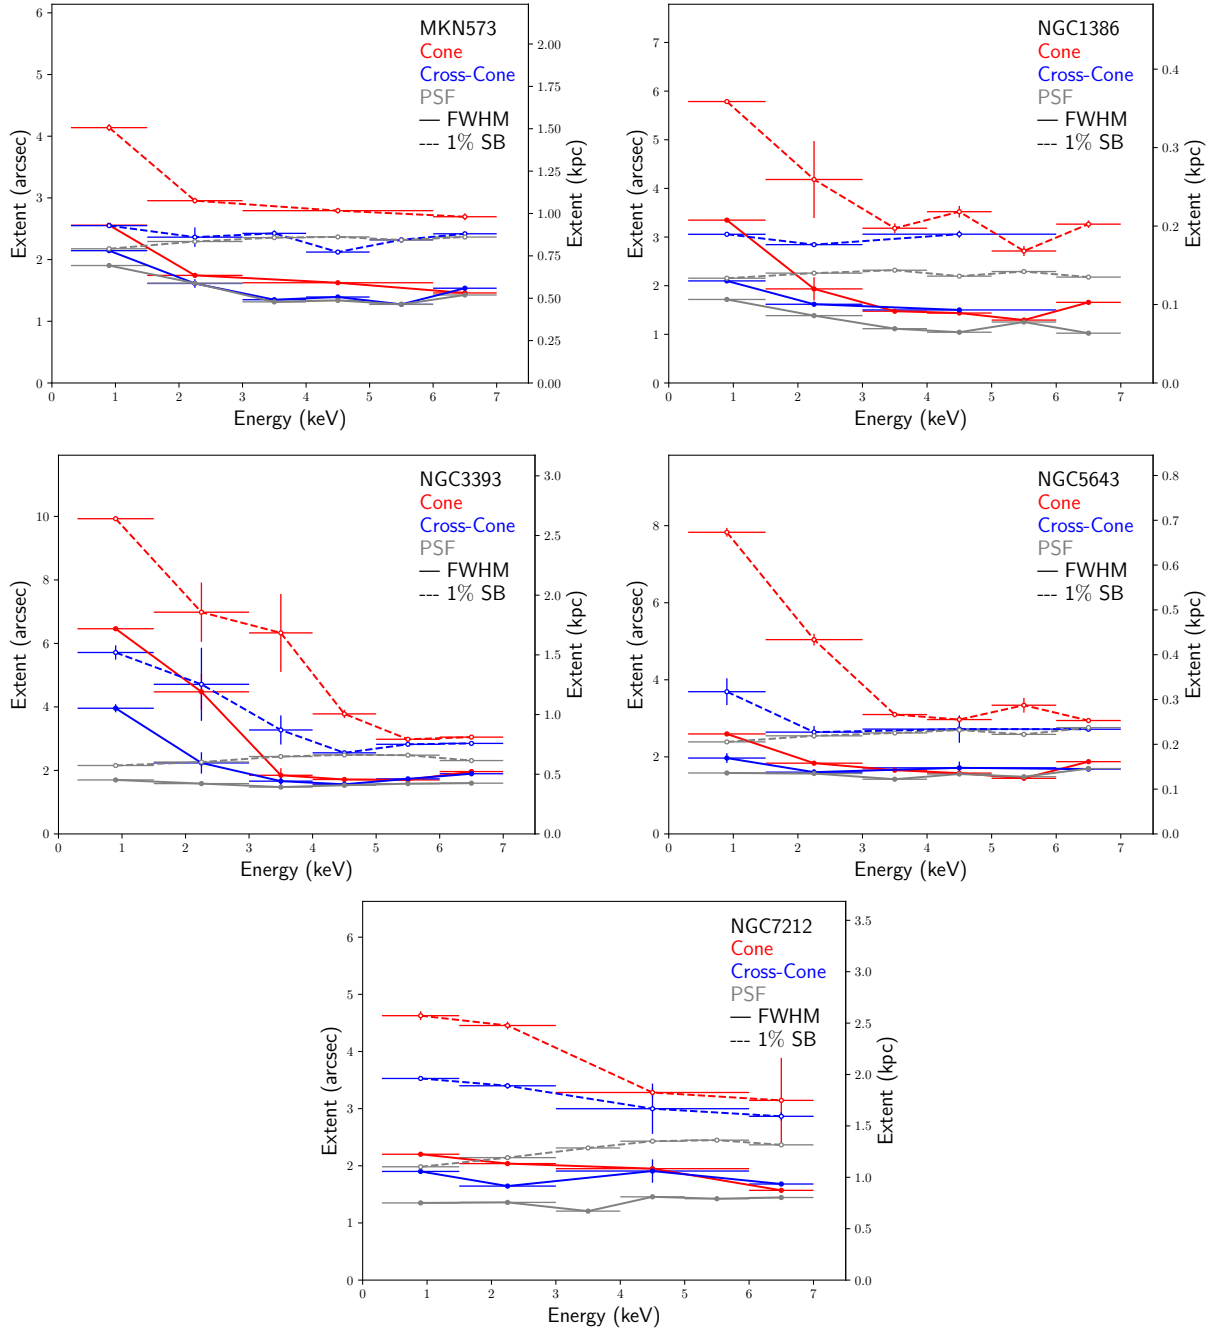 MKN573
Cone
Cross-Cone
PSF
FWHM
1% SB
Extent (arcsec)
0
1
2
3
4
5
6
Extent (kpc)
0.00
0.25
0.50
0.75
1.00
1.25
1.50
1.75
2.00
0 1 2 3 4 5 6 7
Energy (keV)
NGC1386
Cone
Cross-Cone
PSF
FWHM
1% SB
Extent (arcsec)
0
1
2
3
4
5
6
7
Extent (kpc)
0.0
0.1
0.2
0.3
0.4
0 1 2 3 4 5 6 7
Energy (keV)
NGC3393
Cone
Cross-Cone
PSF
FWHM
1% SB
Extent (arcsec)
0
2
4
6
8
10
Extent (kpc)
0.0
0.5
1.0
1.5
2.0
2.5
3.0
0 1 2 3 4 5 6 7
Energy (keV)
NGC5643
Cone
Cross-Cone
PSF
FWHM
1% SB
Extent (arcsec)
0
2
4
6
8
Extent (kpc)
0.0
0.1
0.2
0.3
0.4
0.5
0.6
0.7
0.8
0 1 2 3 4 5 6 7
Energy (keV)
NGC7212
Cone
Cross-Cone
PSF
FWHM
1% SB
Extent (arcsec)
0
1
2
3
4
5
6
Extent (kpc)
0.0
0.5
1.0
1.5
2.0
2.5
3.0
3.5
0 1 2 3 4 5 6 7
Energy (keV)